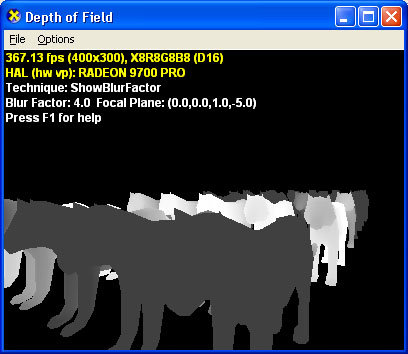 Depth of Field
File Options
367.13 fps (400x300), X8R8G8B8 (D16)
HAL (hw vp): RADEON 9700 PRO
Technique: ShowBlurFactor
Blur Factor: 4.0 Focal Plane: (0.0,0.0,1.0,-5.0)
Press F1 for help